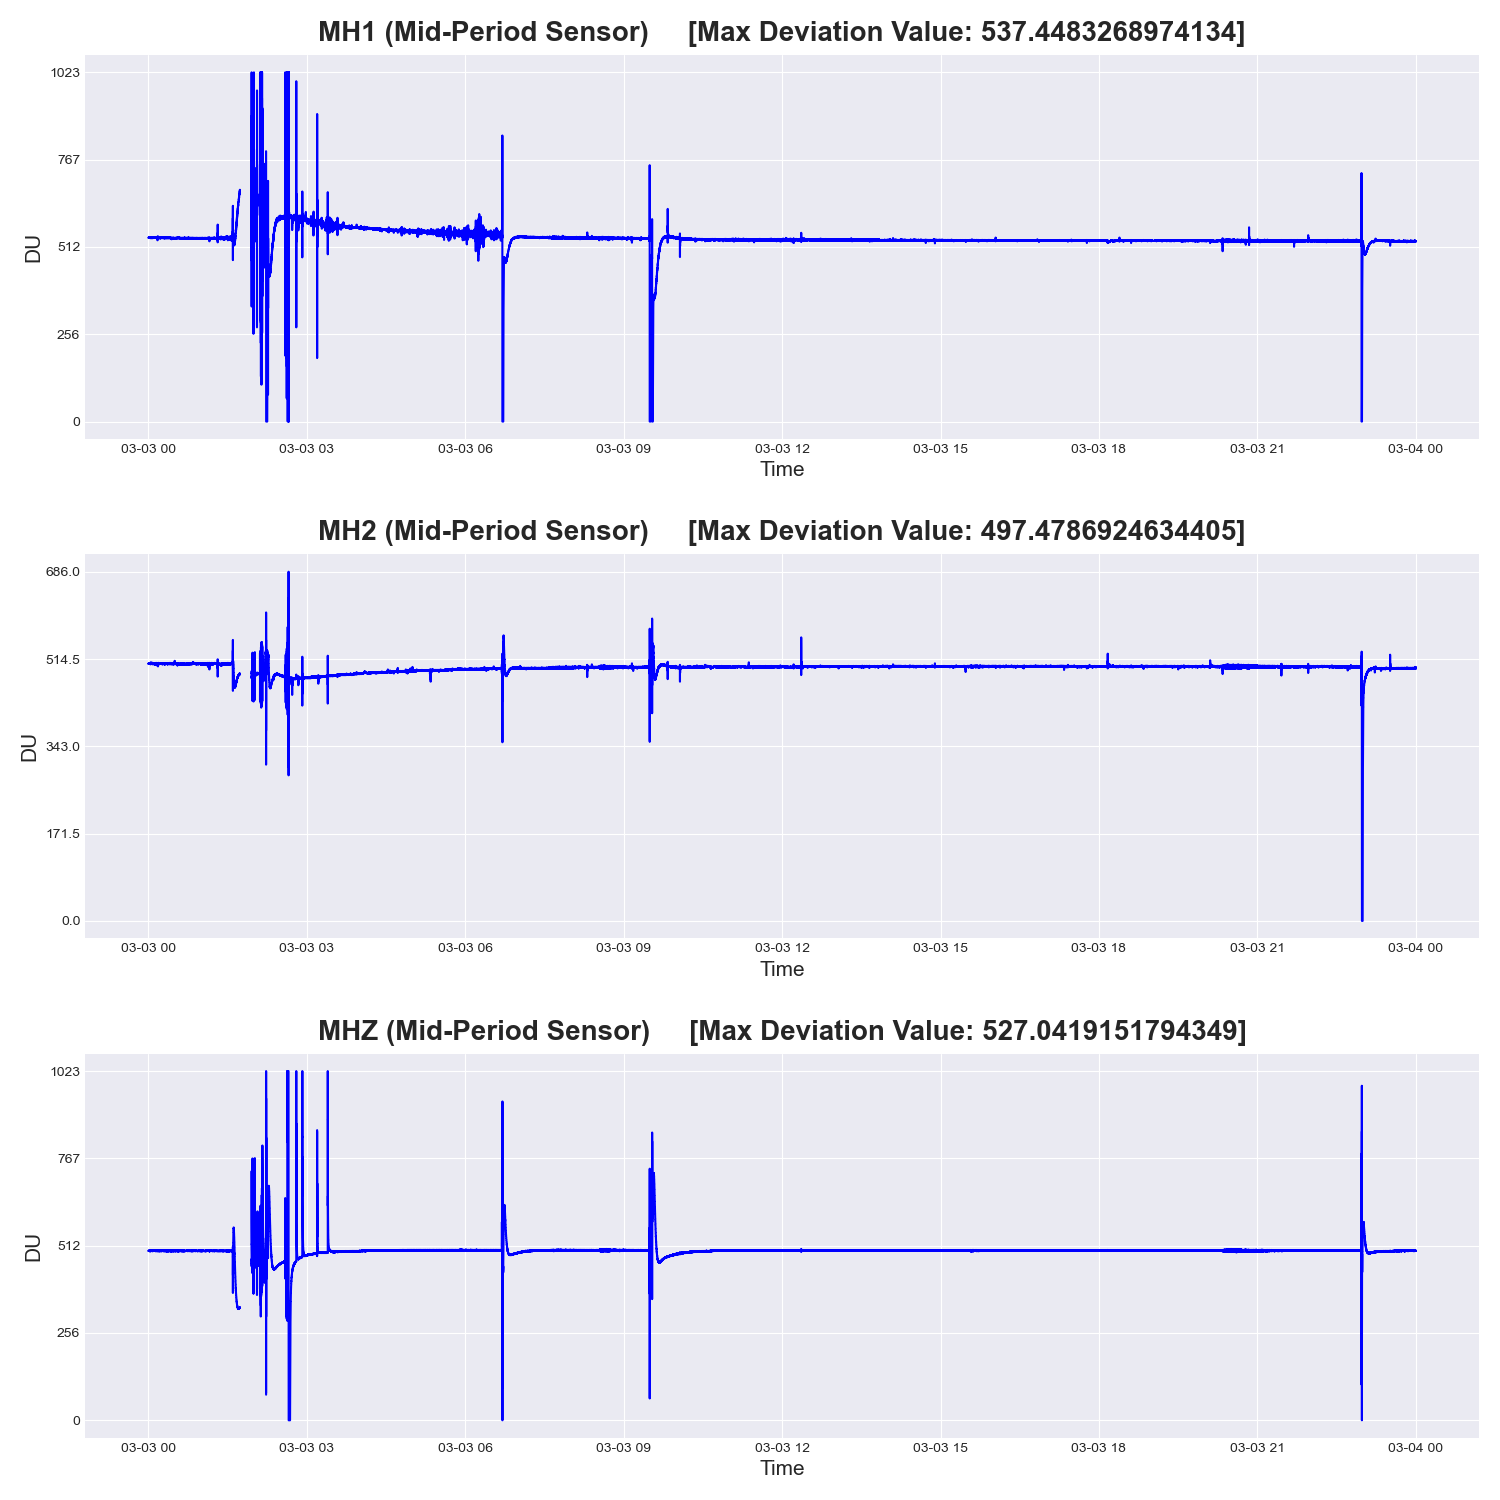 MH1 (Mid-Period Sensor) [Max Deviation Value: 537.4483268974134]
1023
767
512
256
0
DU
03-03 00 03-03 03 03-03 06 03-03 09 03-03 12 03-03 15 03-03 18 03-03 21 03-04 00
Time
MH2 (Mid-Period Sensor) [Max Deviation Value: 497.4786924634405]
686.0
514.5
343.0
171.5
0.0
DU
03-03 00 03-03 03 03-03 06 03-03 09 03-03 12 03-03 15 03-03 18 03-03 21 03-04 00
Time
MHZ (Mid-Period Sensor) [Max Deviation Value: 527.0419151794349]
1023
767
512
256
0
DU
03-03 00 03-03 03 03-03 06 03-03 09 03-03 12 03-03 15 03-03 18 03-03 21 03-04 00
Time